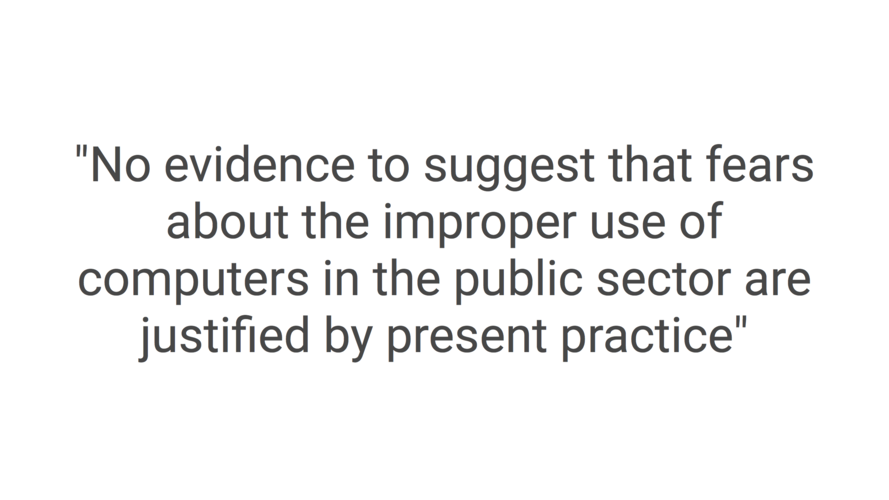 "No evidence to suggest that fears
about the improper use of
computers in the public sector are
justified by present practice"